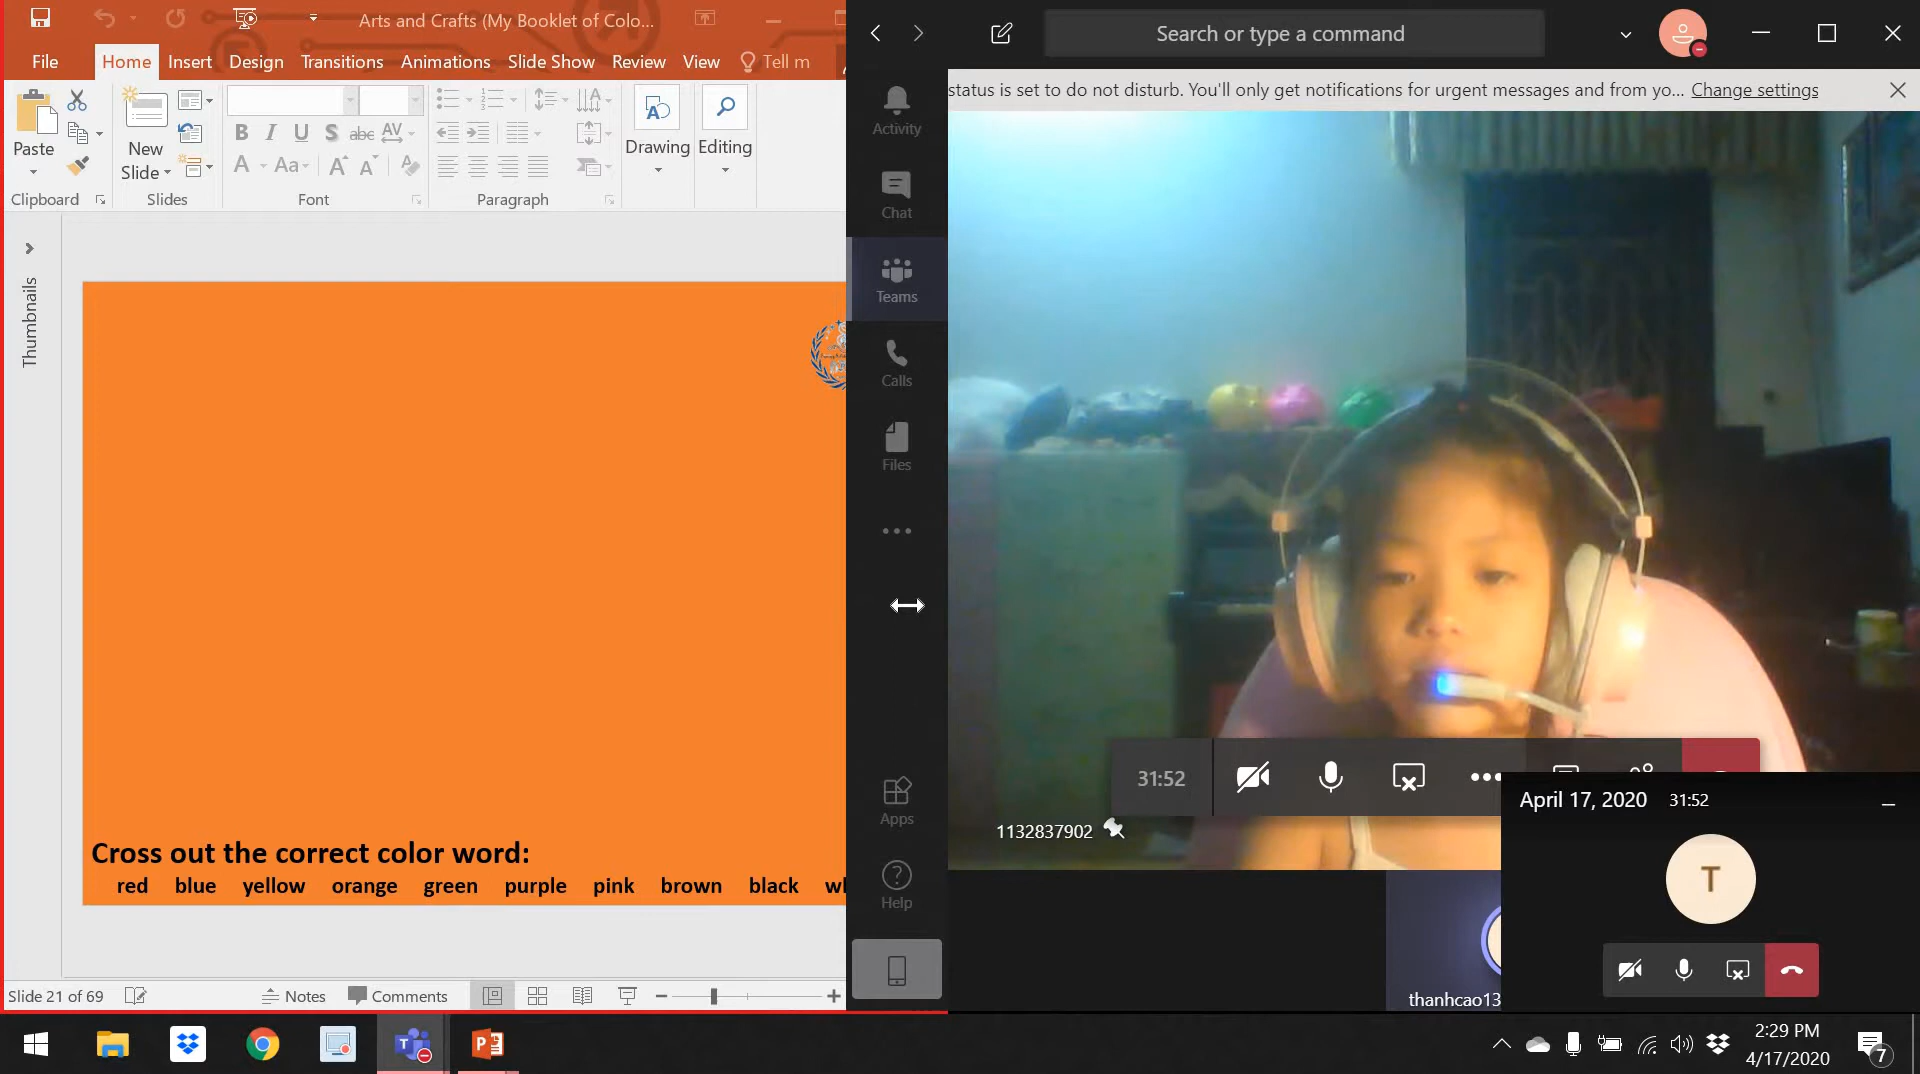 Arts and Crafts (My Booklet of Colo...
File Home Insert Design Transitions Animations Slide Show Review View Tell m
Paste
New
Slide
Drawing
Editing
B I U S abc AV
A Aa A A
Clipboard Slides Font Paragraph
Thumbnails
Cross out the correct color word:
red blue yellow orange green purple pink brown black wh
Slide 21 of 69 Notes Comments
Search or type a command
status is set to do not disturb. You'll only get notifications for urgent messages and from yo... Change settings
Activity
Chat
Teams
Calls
Files
Apps
Help
31:52
1132837902
thanhcao13
April 17, 2020 31:52
T
2:29 PM
4/17/2020
7